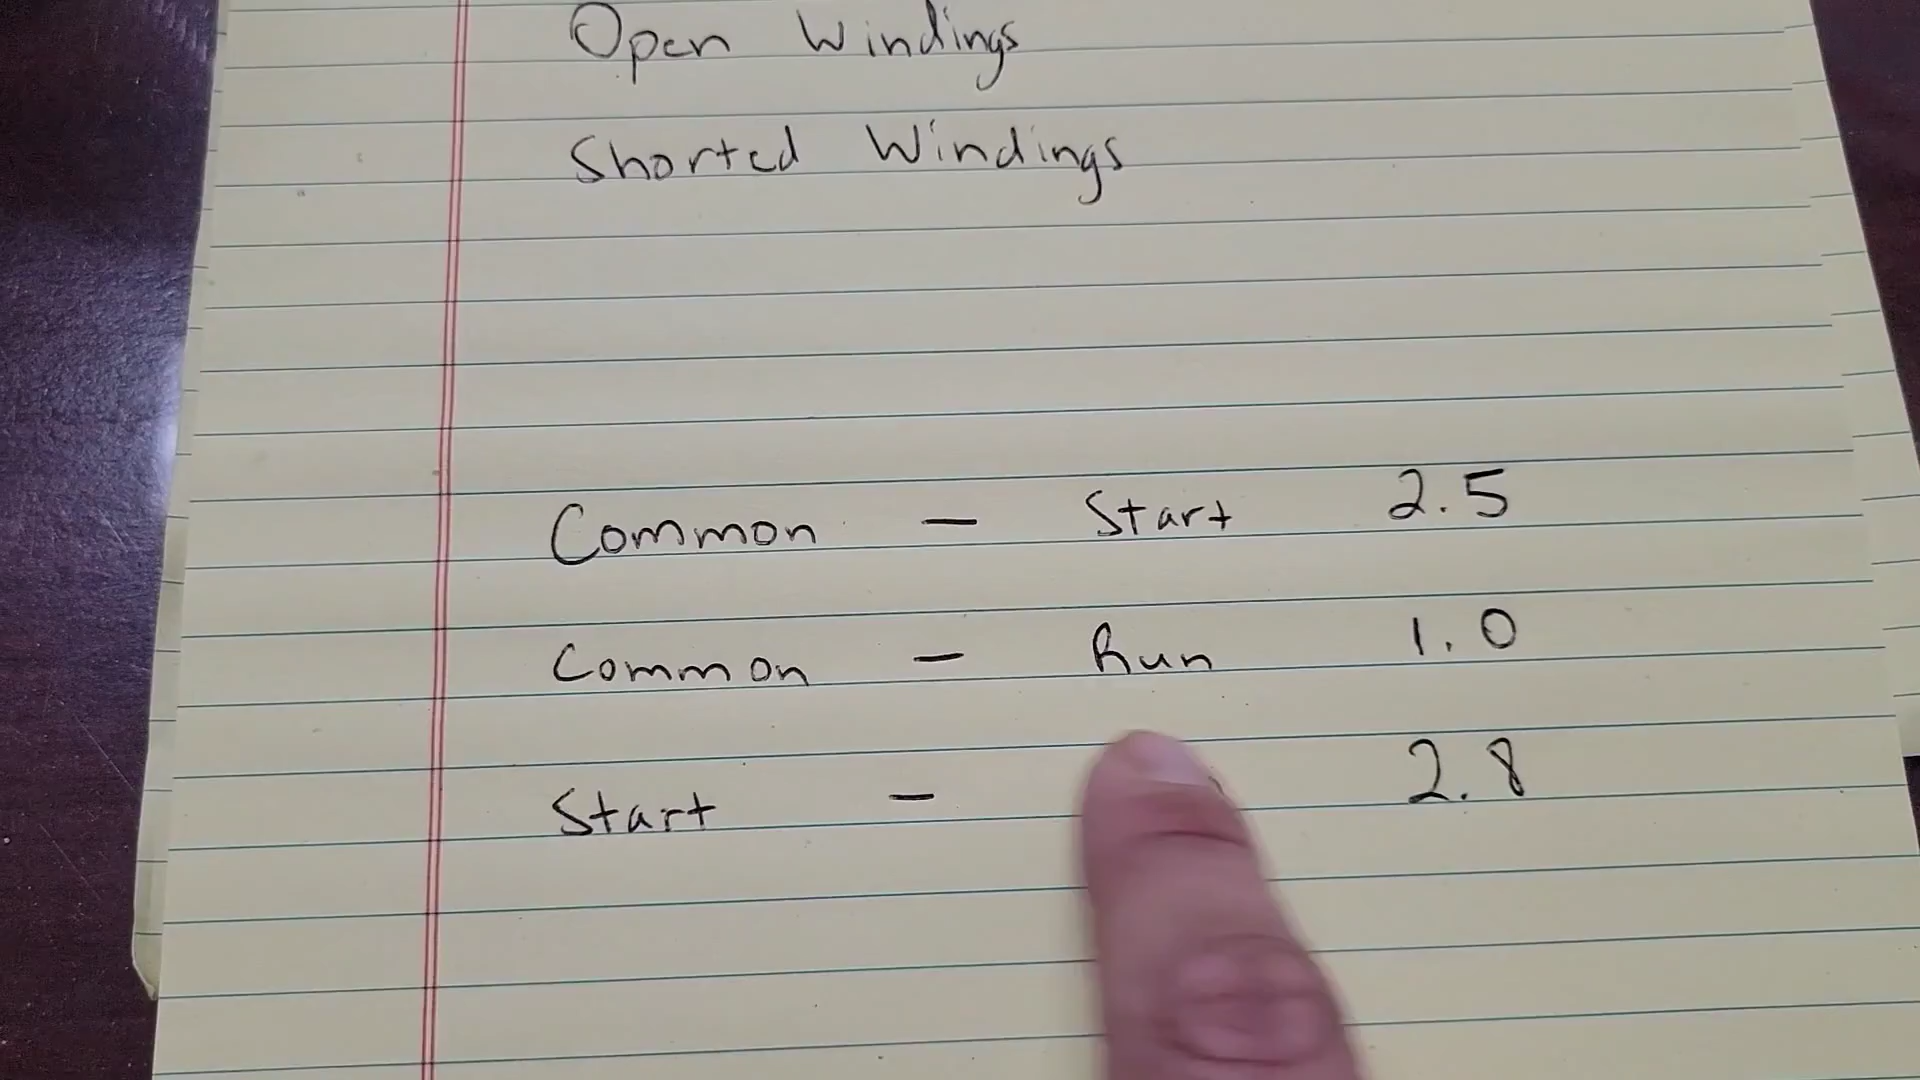 Open Windings
Shorted Windings
Common - Start 2.5
Common - Run 1.0
Start - 2.8